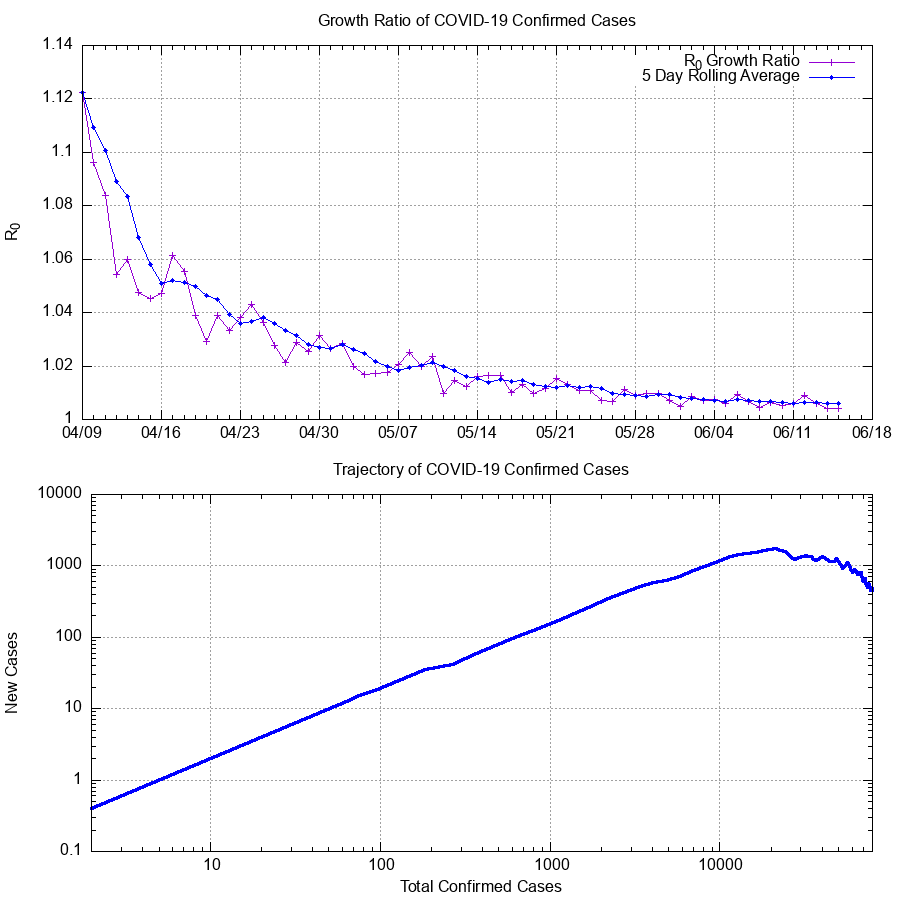 Growth Ratio of COVID-19 Confirmed Cases
1.14
1.12
1.1
1.08
1.06
1.04
1.02
1
R0
R0 Growth Ratio
5 Day Rolling Average
04/09 04/16 04/23 04/30 05/07 05/14 05/21 05/28 06/04 06/11 06/18
Trajectory of COVID-19 Confirmed Cases
10000
1000
100
10
1
0.1
New Cases
10 100 1000 10000
Total Confirmed Cases